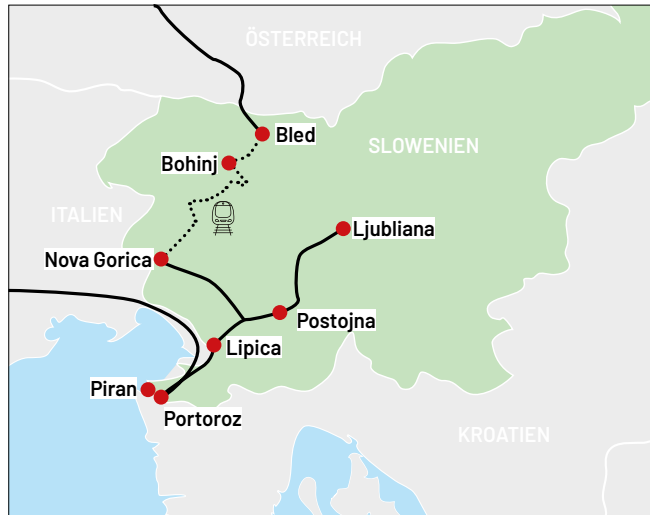 ÖSTERREICH
Bled
SLOWENIEN
Bohinj
ITALIEN
Ljubliana
Nova Gorica
Postojna
Lipica
Piran
Portoroz
KROATIEN